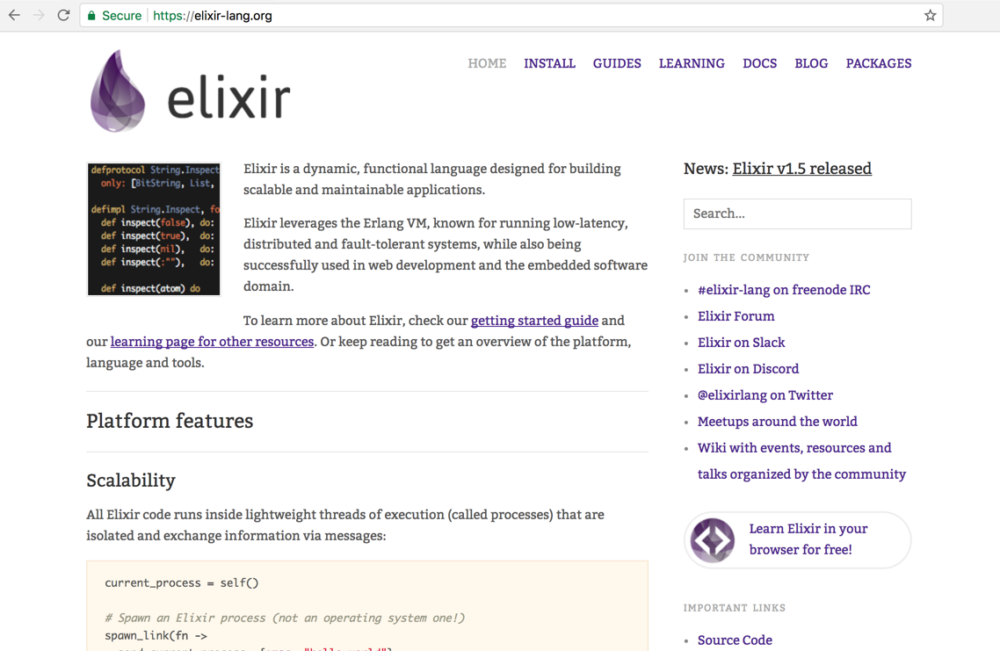 Secure https://elixir-lang.org
elixir
HOME INSTALL GUIDES LEARNING DOCS BLOG PACKAGES
defprotocol String.Inspect
only: [BitString, List,
defimpl String.Inspect, fo
def inspect(false), do:
def inspect(true), do:
def inspect(nil), do:
def inspect(:""), do:
def inspect(atom) do
Elixir is a dynamic, functional language designed for building
scalable and maintainable applications.
Elixir leverages the Erlang VM, known for running low-latency,
distributed and fault-tolerant systems, while also being
successfully used in web development and the embedded software
domain.
To learn more about Elixir, check our getting started guide and
our learning page for other resources. Or keep reading to get an overview of the platform,
language and tools.
Platform features
Scalability
All Elixir code runs inside lightweight threads of execution (called processes) that are
isolated and exchange information via messages:
current_process = self()
# Spawn an Elixir process (not an operating system one!)
spawn_link(fn ->
News: Elixir v1.5 released
Search...
JOIN THE COMMUNITY
#elixir-lang on freenode IRC
Elixir Forum
Elixir on Slack
Elixir on Discord
@elixirlang on Twitter
Meetups around the world
Wiki with events, resources and
talks organized by the community
Learn Elixir in your
browser for free!
IMPORTANT LINKS
Source Code